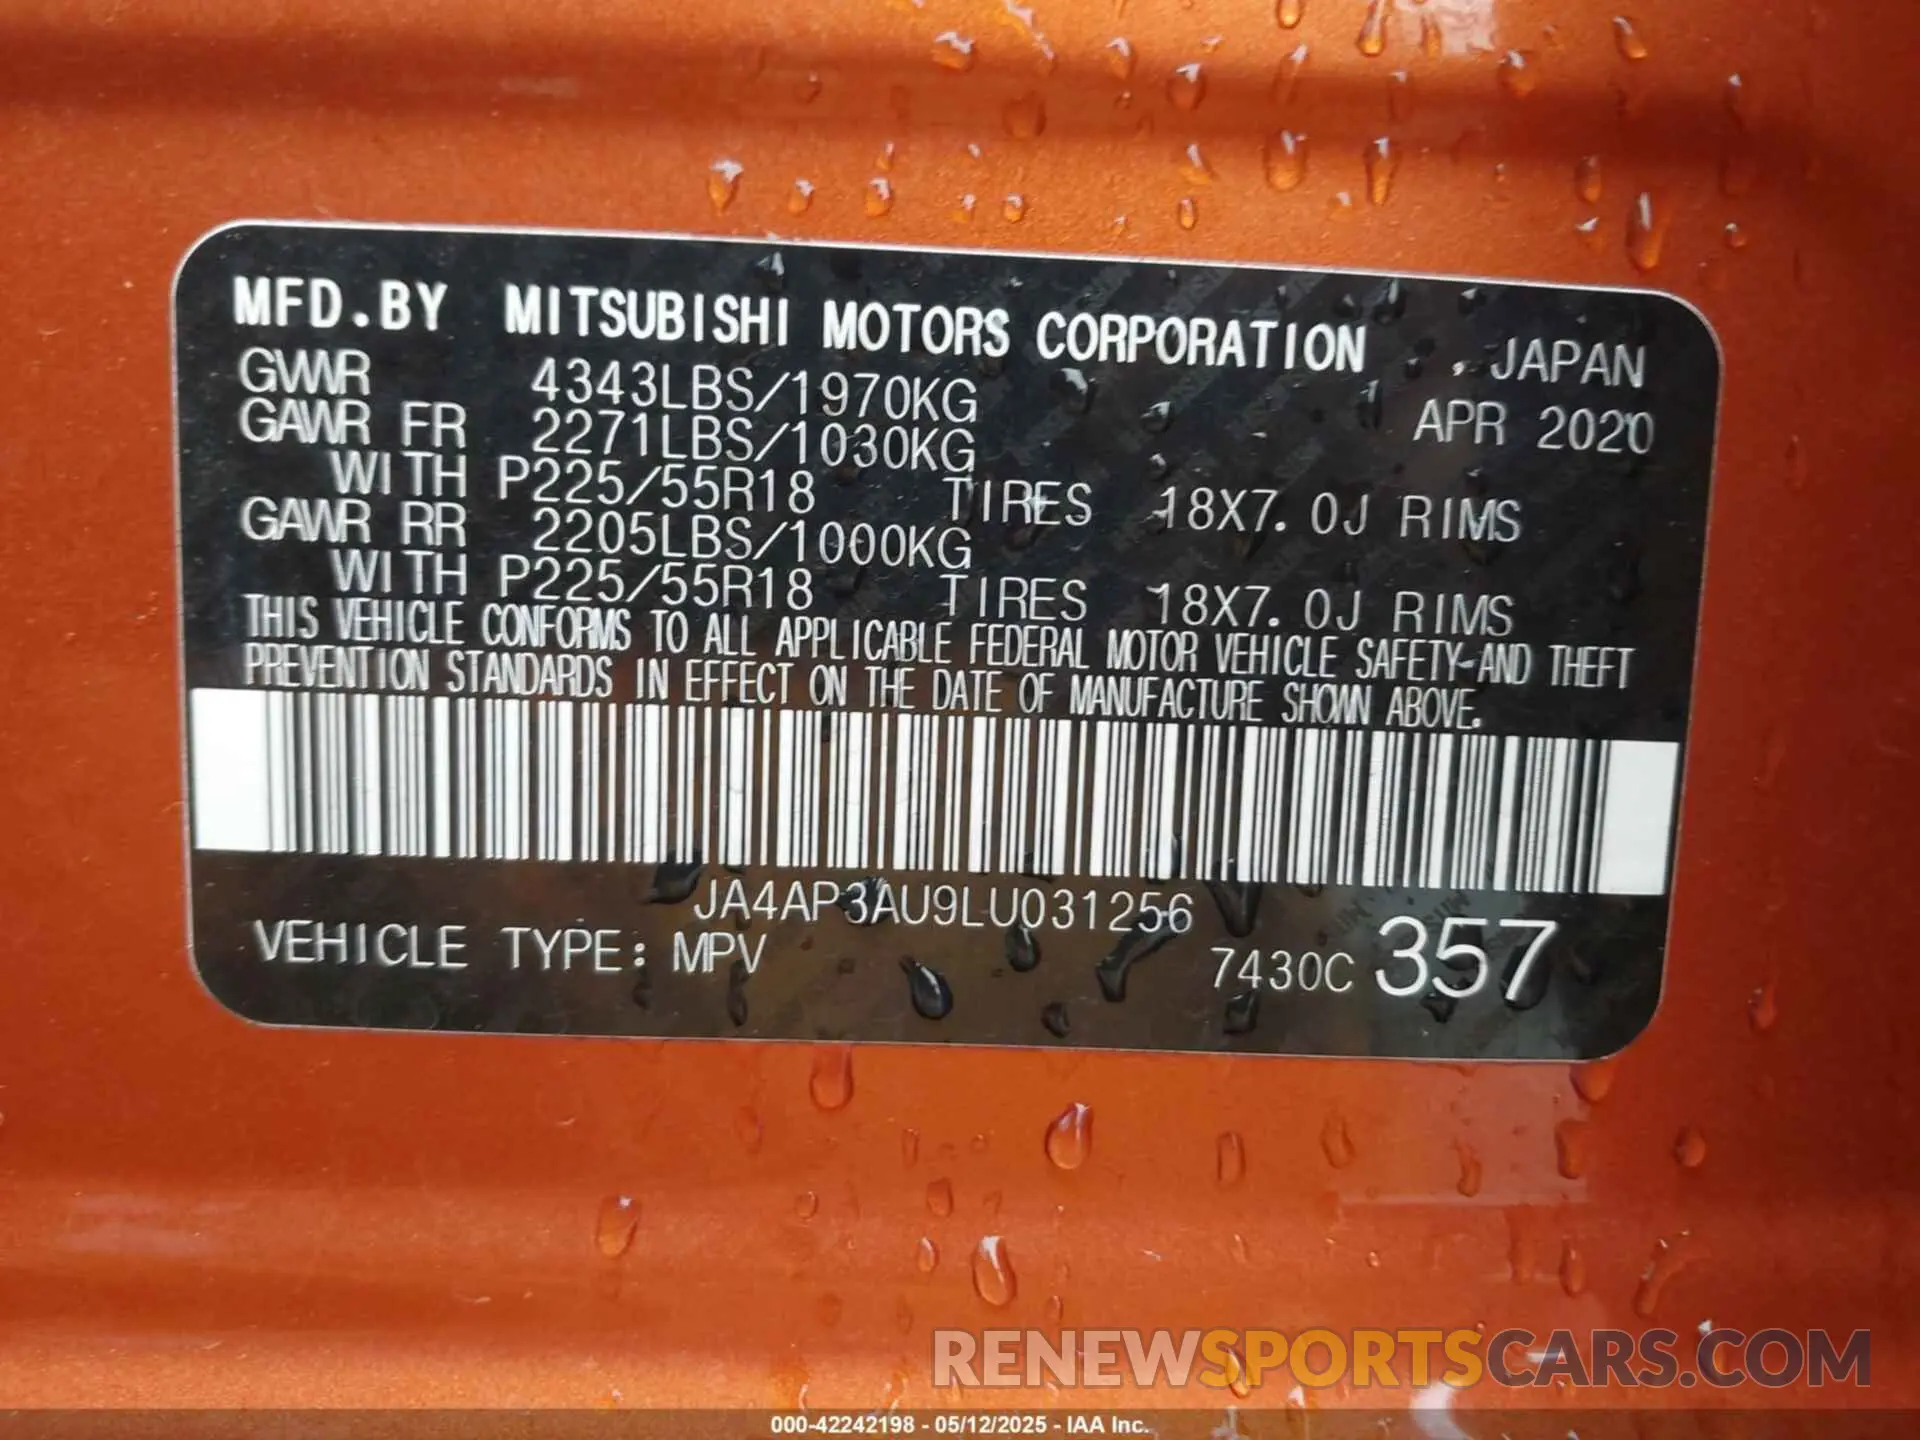 MFD.BY MITSUBISHI MOTORS CORPORATION , JAPAN
GVWR 4343LBS/1970KG APR 2020
GAWR FR 2271LBS/1030KG
WITH P225/55R18 TIRES 18X7.0J RIMS
GAWR RR 2205LBS/1000KG
WITH P225/55R18 TIRES 18X7.0J RIMS
THIS VEHICLE CONFORMS TO ALL APPLICABLE FEDERAL MOTOR VEHICLE SAFETY AND THEFT
PREVENTION STANDARDS IN EFFECT ON THE DATE OF MANUFACTURE SHOWN ABOVE.
JA4AP3AU9LU031256
VEHICLE TYPE: MPV 7430C 357
RENEWSPORTSCARS.COM
000-42242198 - 05/12/2025 - IAA Inc.